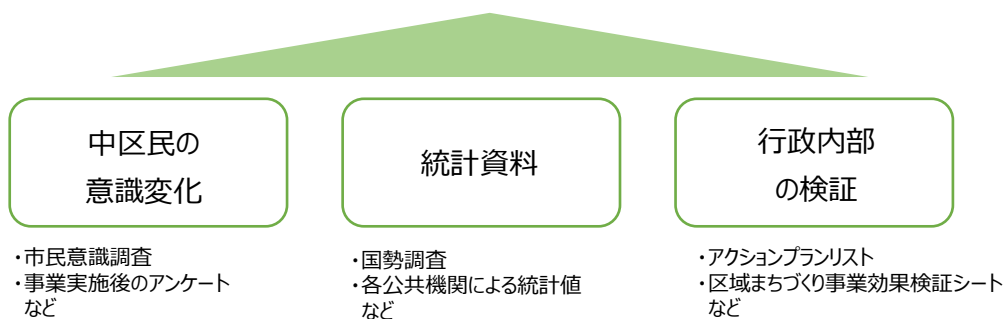 中区民の
意識変化
統計資料
行政内部
の検証
・市民意識調査
・事業実施後のアンケート
など
・国勢調査
・各公共機関による統計値
など
・アクションプランリスト
・区域まちづくり事業効果検証シート
など